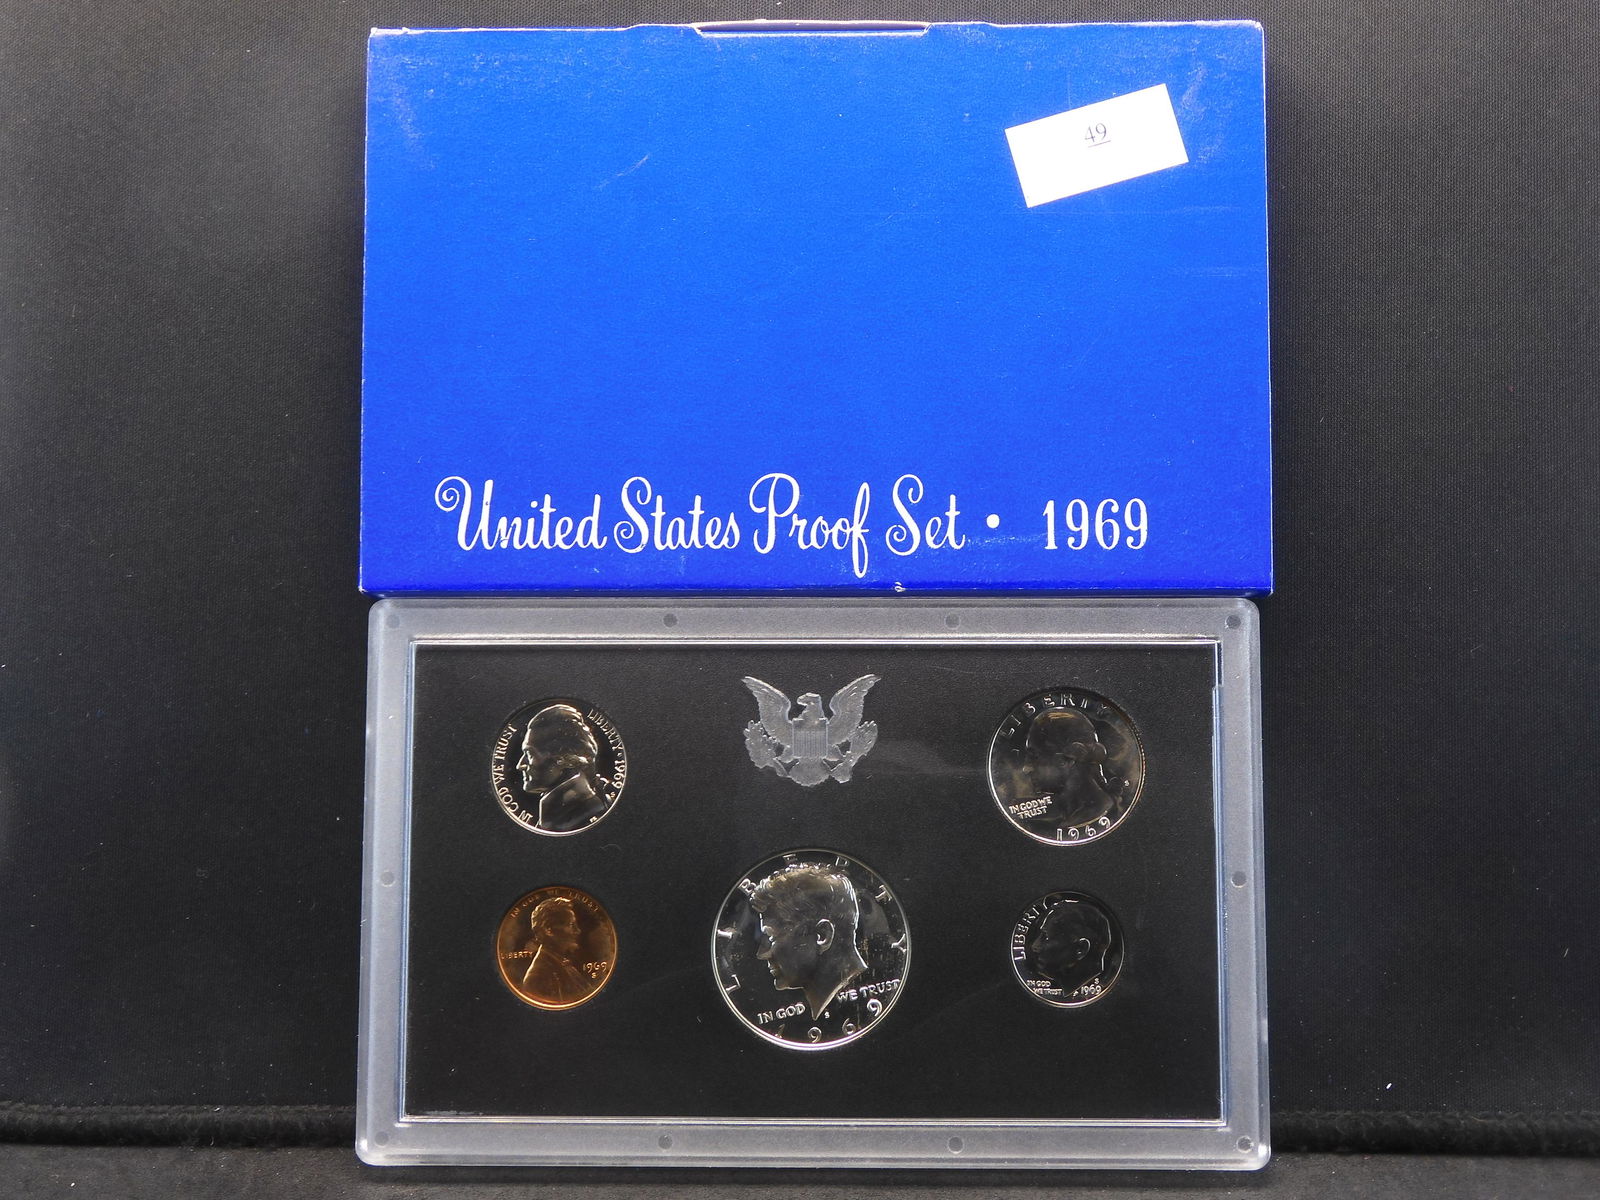 49
United States Proof Set • 1969
IN GOD WE TRUST LIBERTY • 1969
S
LIBERTY
IN GOD WE
TRUST
S
1969
IN GOD WE TRUST
LIBERTY
1969
S
LIBERTY
IN GOD WE TRUST
S
1969
LIBERTY
IN GOD
WE TRUST
S
1969